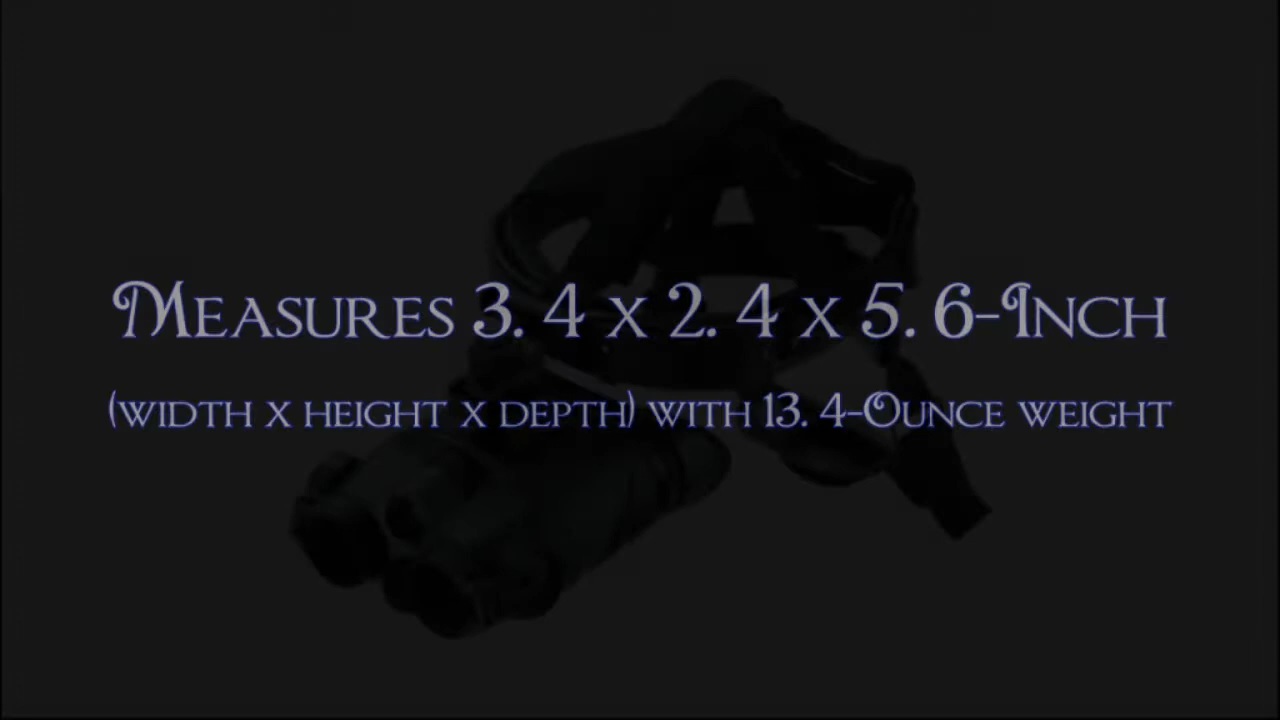 Measures 3. 4 x 2. 4 x 5. 6-Inch
(width x height x depth) with 13. 4-Ounce weight